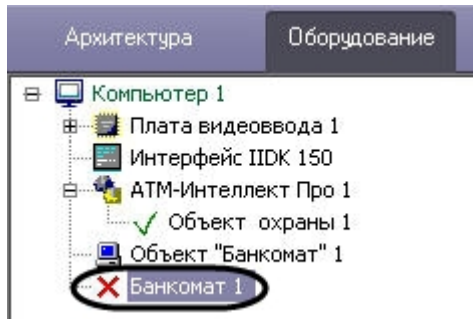 Архитектура Оборудование
Компьютер 1
Плата видеоввода 1
Интерфейс IIDK 150
АТМ-Интеллект Про 1
Объект охраны 1
Объект "Банкомат" 1
Банкомат 1